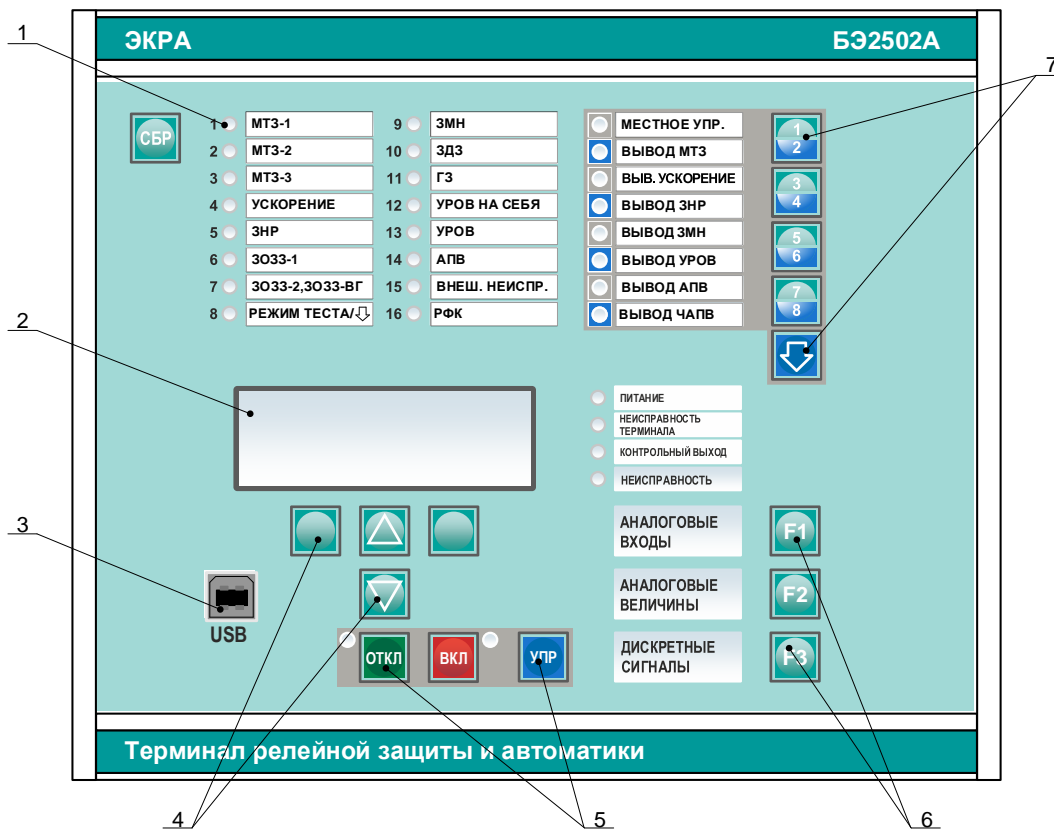 1
ЭКРА
БЭ2502А
7
СБР
1 МТЗ-1
2 МТЗ-2
3 МТЗ-3
4 УСКОРЕНИЕ
5 ЗНР
6 ЗОЗЗ-1
7 ЗОЗЗ-2,ЗОЗЗ-ВГ
8 РЕЖИМ ТЕСТА/
9 ЗМН
10 ЗДЗ
11 ГЗ
12 УРОВ НА СЕБЯ
13 УРОВ
14 АПВ
15 ВНЕШ. НЕИСПР.
16 РФК
МЕСТНОЕ УПР.
ВЫВОД МТЗ
ВЫВ. УСКОРЕНИЕ
ВЫВОД ЗНР
ВЫВОД ЗМН
ВЫВОД УРОВ
ВЫВОД АПВ
ВЫВОД ЧАПВ
1
2
3
4
5
6
7
8
2
ПИТАНИЕ
НЕИСПРАВНОСТЬ
ТЕРМИНАЛА
КОНТРОЛЬНЫЙ ВЫХОД
НЕИСПРАВНОСТЬ
3
USB
АНАЛОГОВЫЕ
ВХОДЫ
F1
АНАЛОГОВЫЕ
ВЕЛИЧИНЫ
F2
ДИСКРЕТНЫЕ
СИГНАЛЫ
F3
ОТКЛ
ВКЛ
УПР
Терминал релейной защиты и автоматики
4
5
6